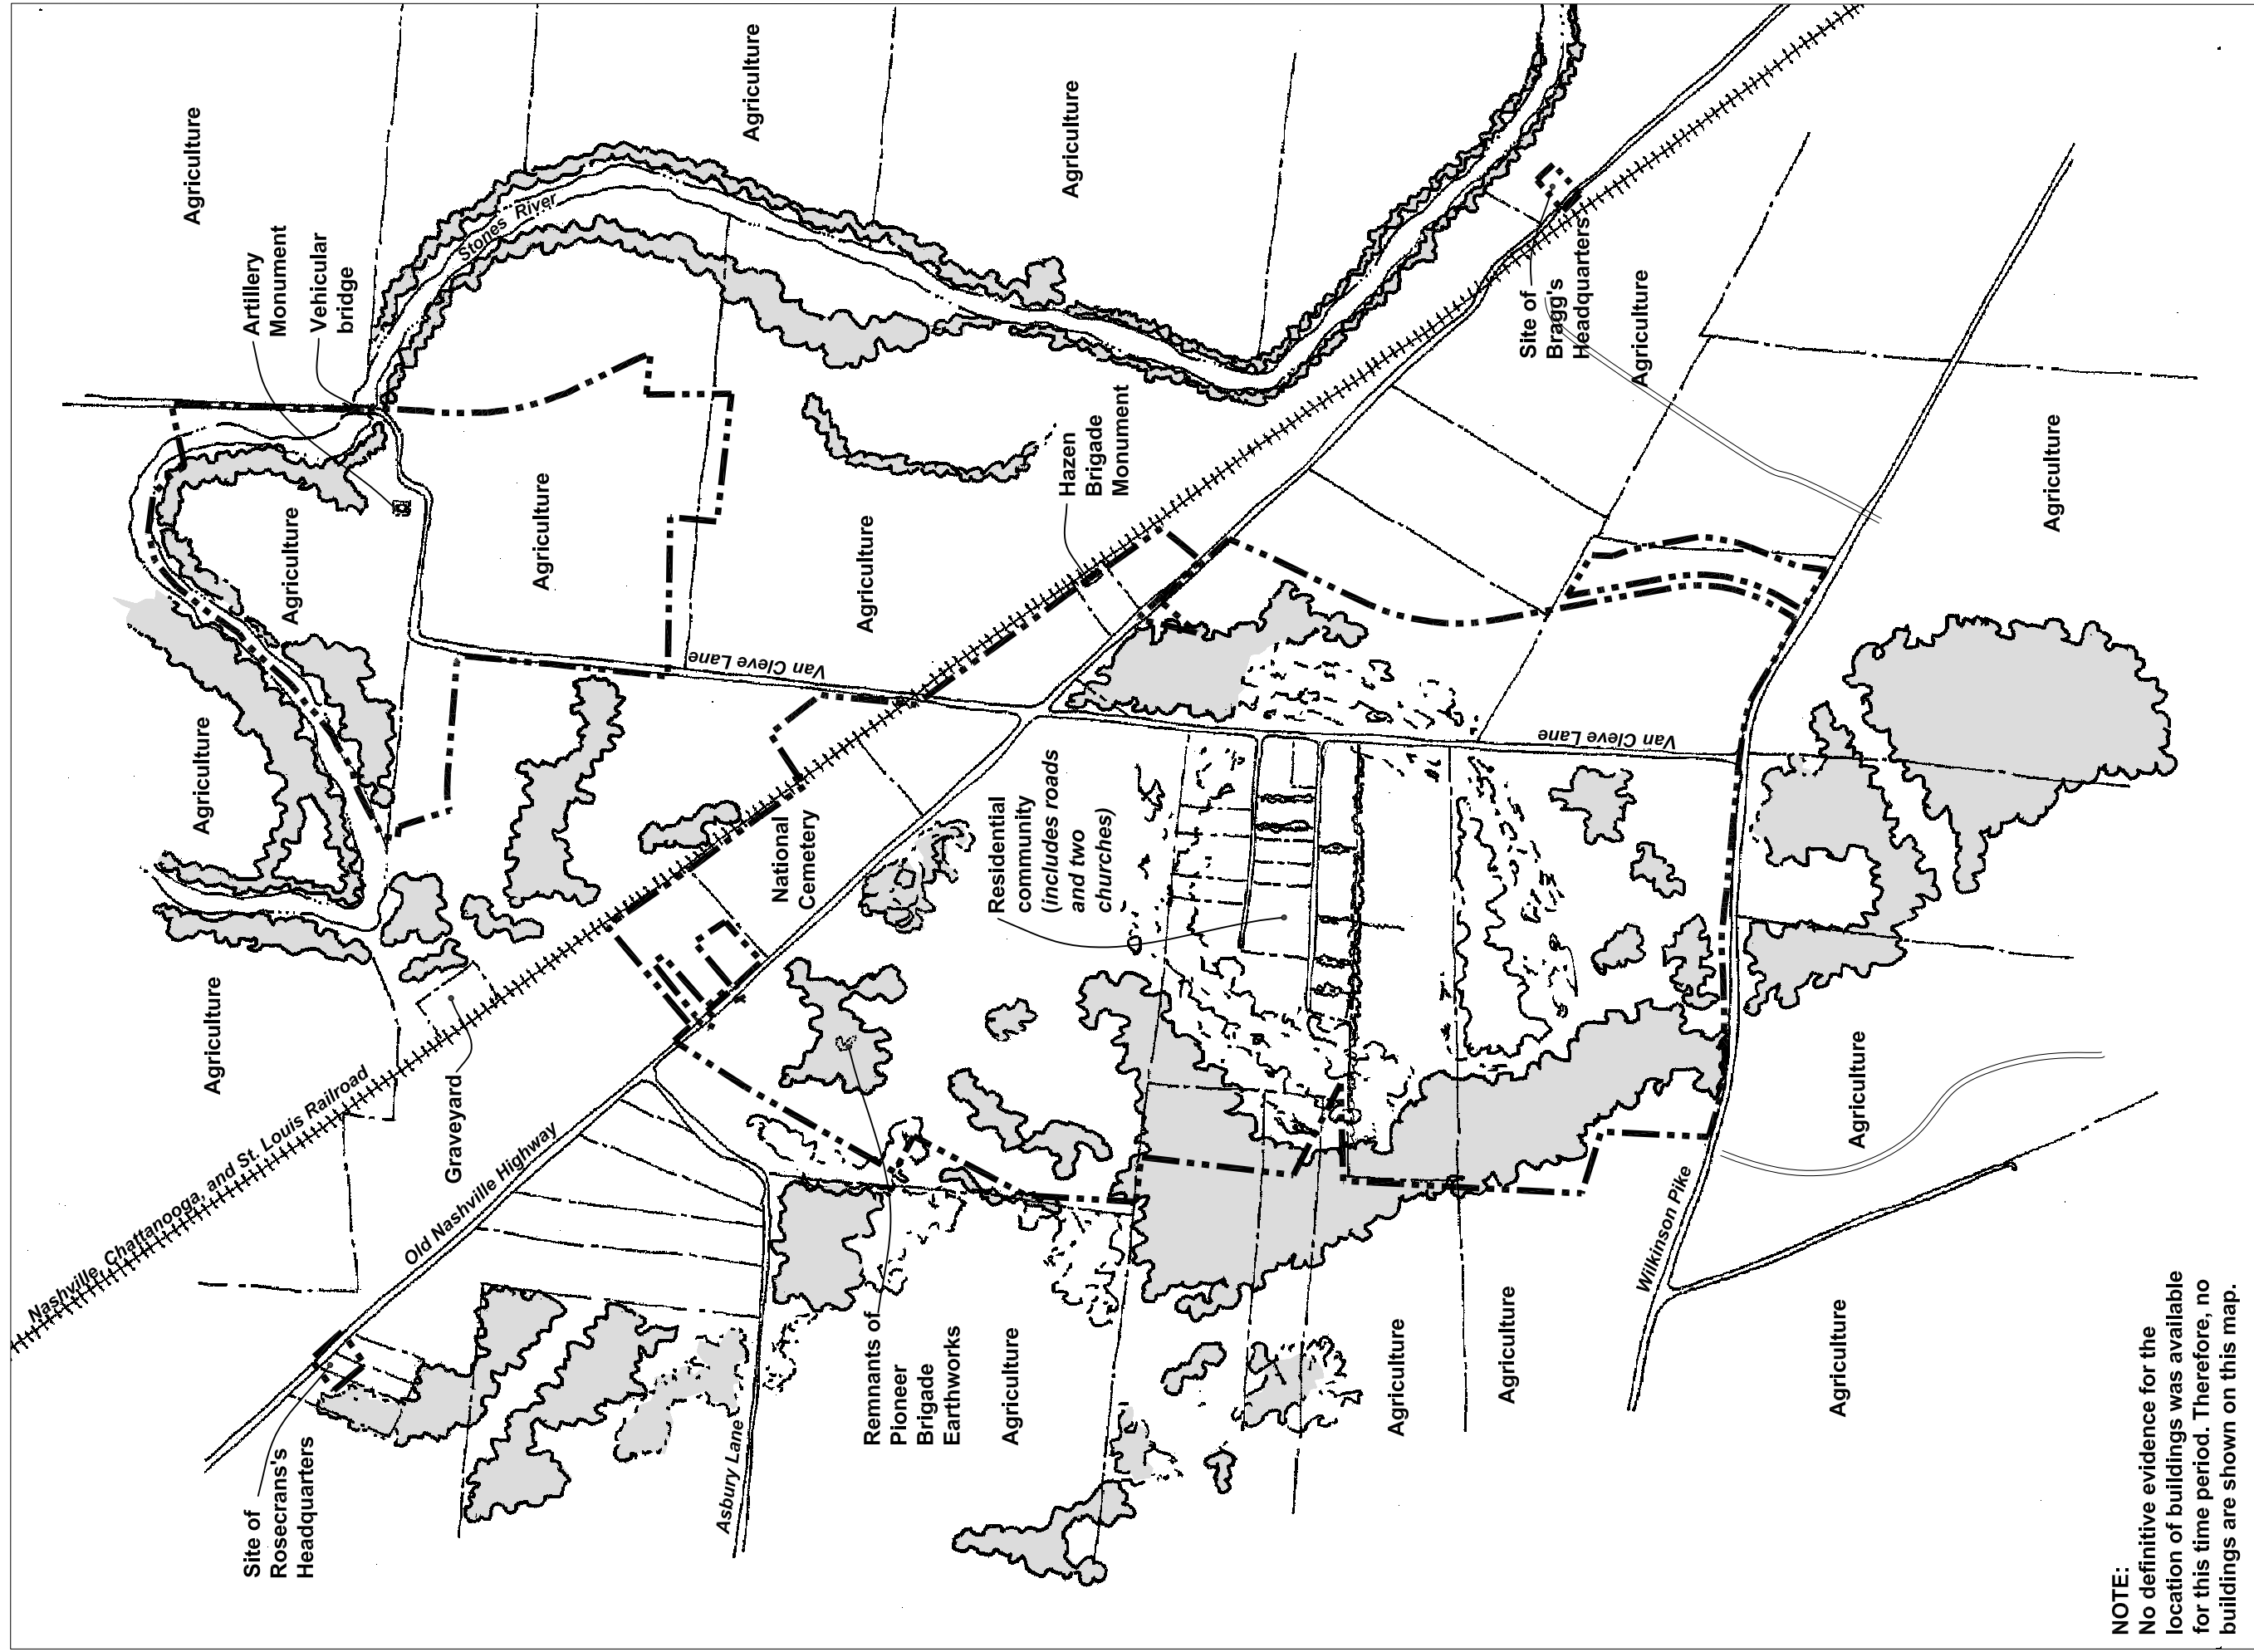 Nashville, Chattanooga, and St. Louis Railroad
Agriculture
Agriculture
Agriculture
Agriculture
Artillery
Monument
Vehicular
bridge
Stones River
Agriculture
Agriculture
Agriculture
Agriculture
Agriculture
Van Cleve Lane
Graveyard
Old Nashville Highway
National
Cemetery
Hazen
Brigade
Monument
Site of
Rosecrans's
Headquarters
Asbury Lane
Remnants of
Pioneer
Brigade
Earthworks
Agriculture
Residential
community
(includes roads
and two
churches)
Site of
Bragg's
Headquarters
Agriculture
Van Cleve Lane
Agriculture
Agriculture
Wilkinson Pike
Agriculture
Agriculture
Agriculture
NOTE:
No definitive evidence for the
location of buildings was available
for this time period. Therefore, no
buildings are shown on this map.